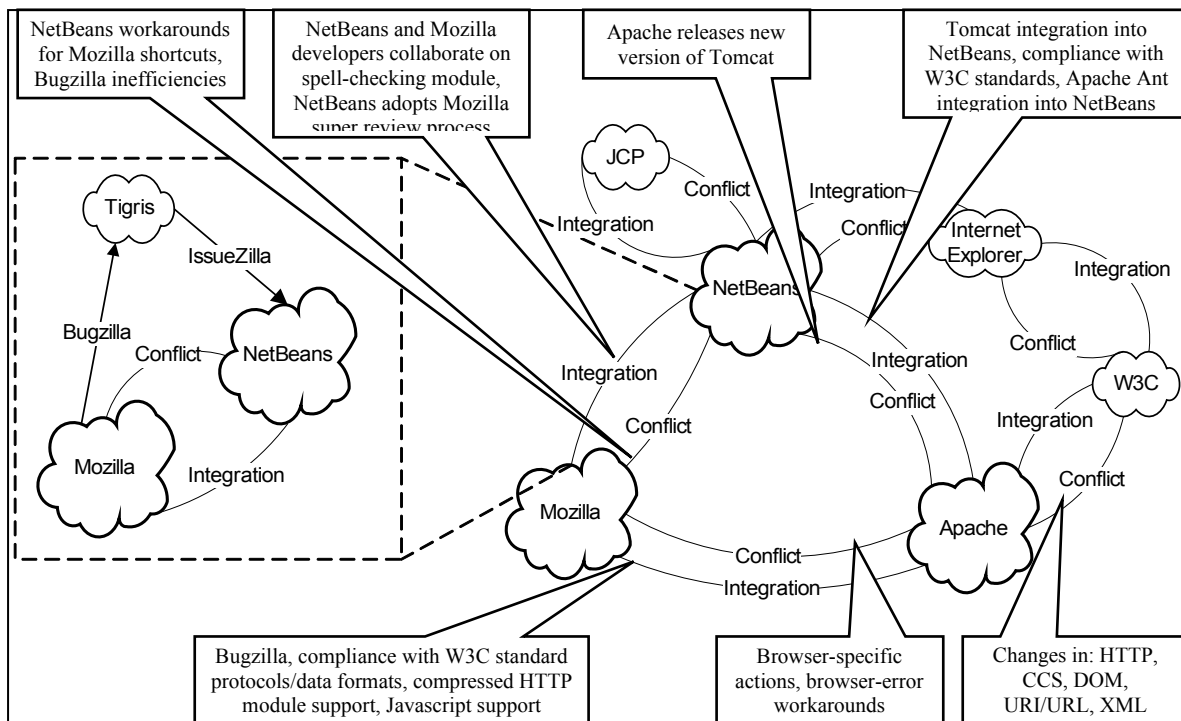 NetBeans workarounds
for Mozilla shortcuts,
Bugzilla inefficiencies
NetBeans and Mozilla
developers collaborate on
spell-checking module,
NetBeans adopts Mozilla
super review process
Apache releases new
version of Tomcat
Tomcat integration into
NetBeans, compliance with
W3C standards, Apache Ant
integration into NetBeans
Tigris
IssueZilla
Bugzilla
Conflict
NetBeans
Mozilla
Integration
JCP
Conflict
Integration
Integration
Conflict
Internet
Explorer
Integration
Conflict
NetBeans
W3C
Integration
Conflict
Integration
Conflict
Integration
Conflict
Mozilla
Apache
Conflict
Integration
Bugzilla, compliance with W3C standard
protocols/data formats, compressed HTTP
module support, Javascript support
Browser-specific
actions, browser-error
workarounds
Changes in: HTTP,
CCS, DOM,
URI/URL, XML